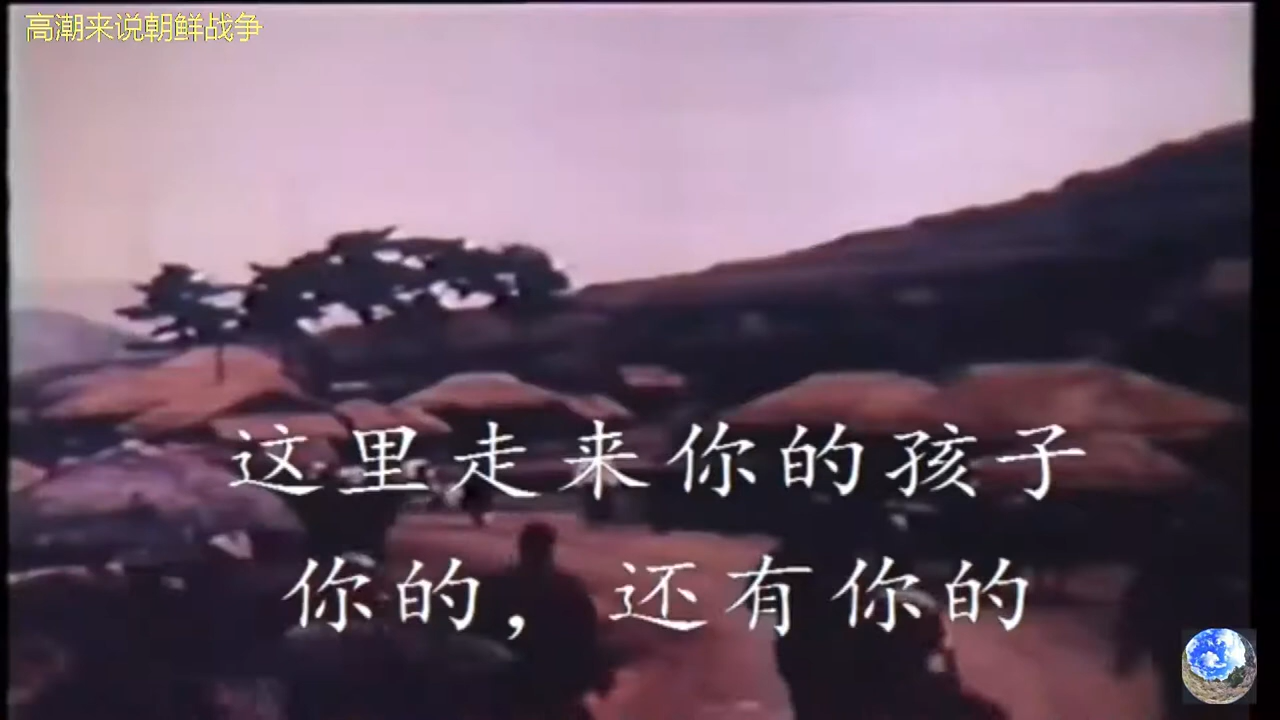 高潮来说朝鲜战争
这里走来你的孩子
你的，还有你的